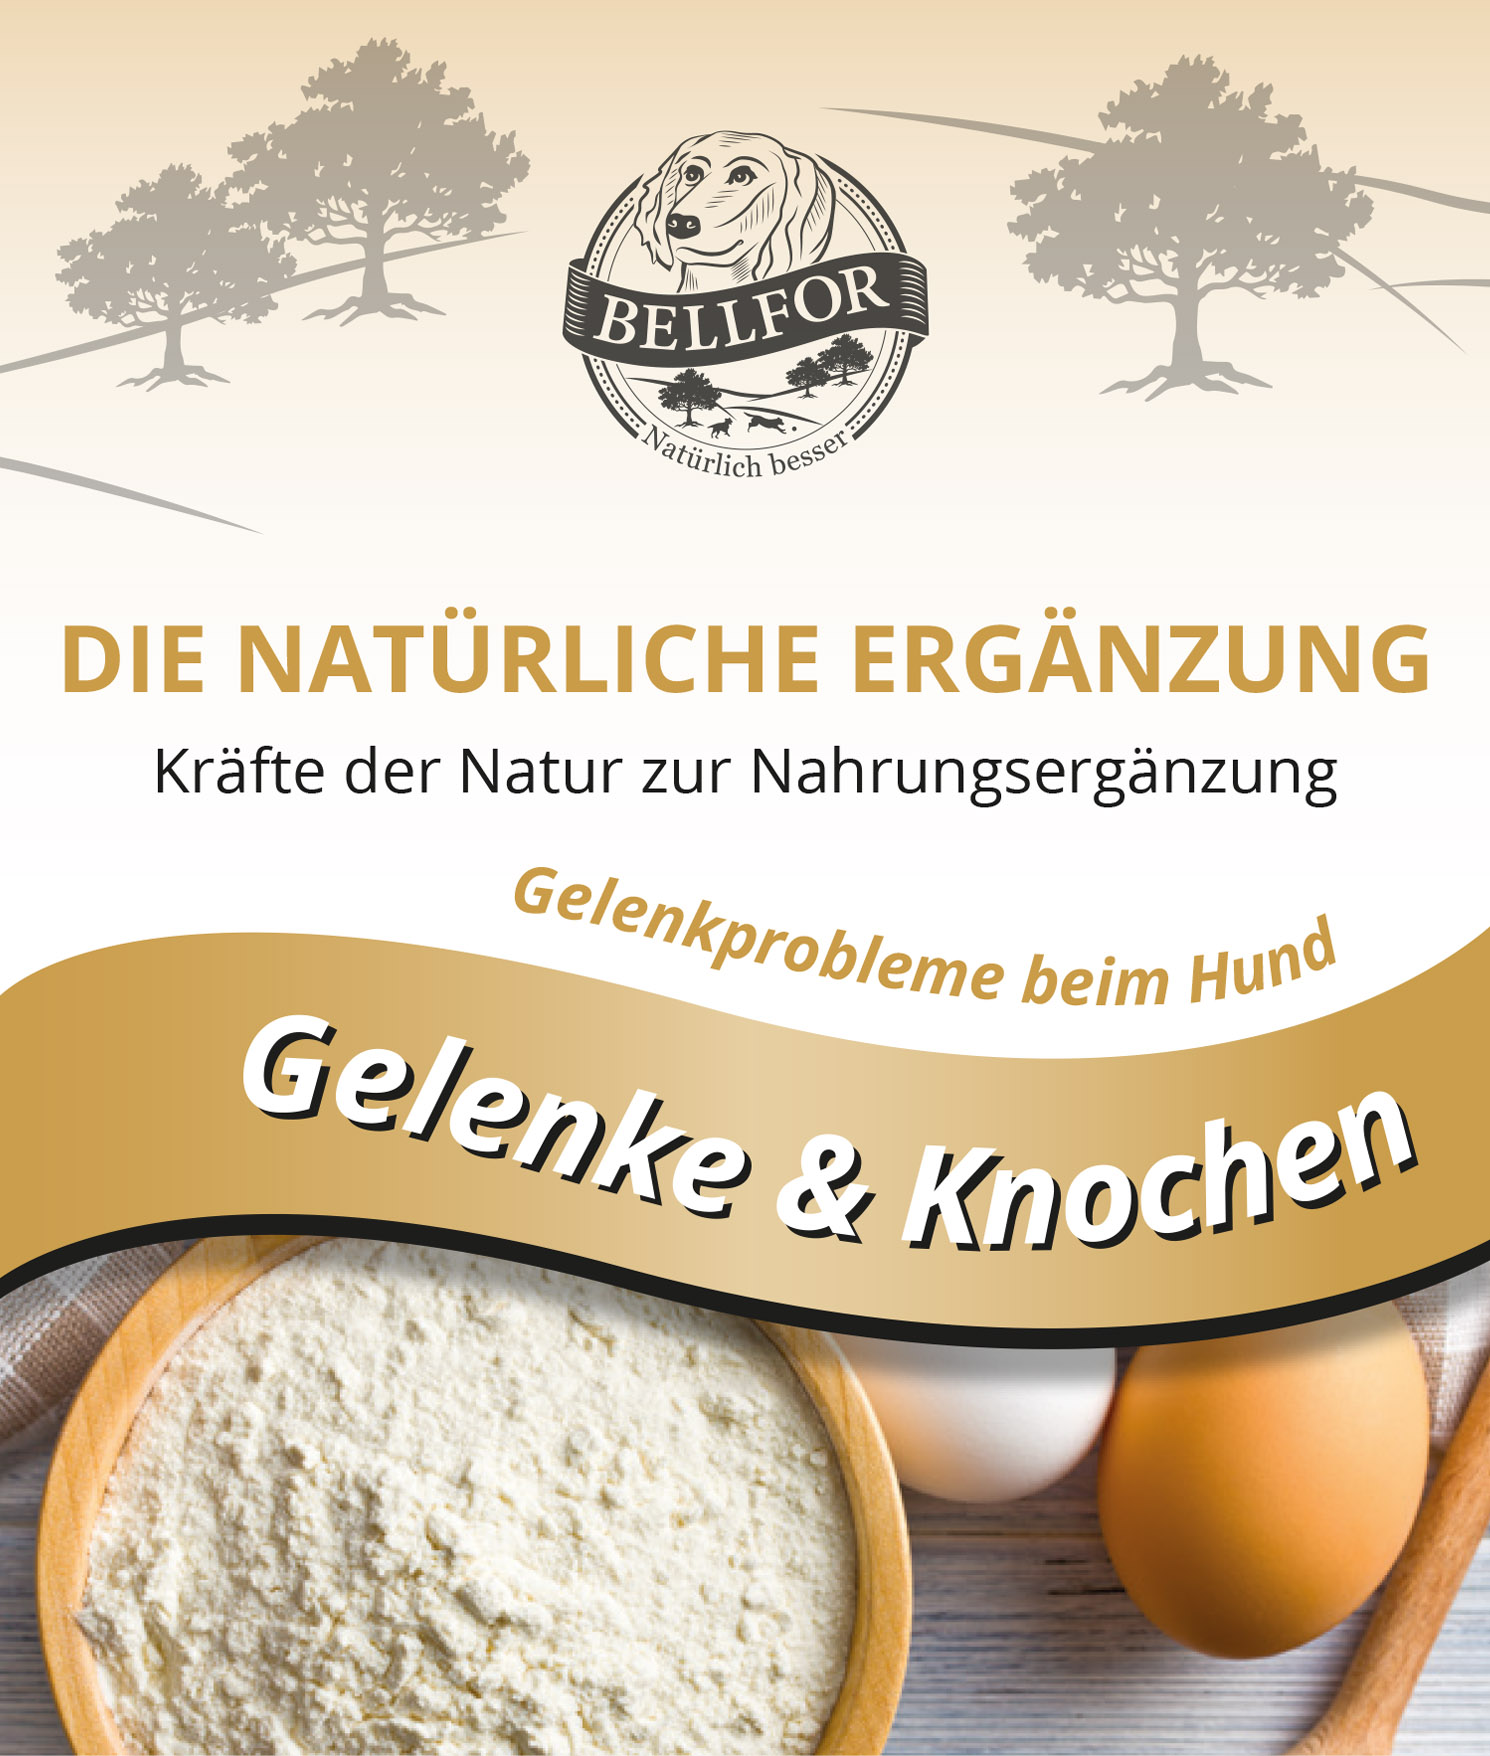 BELLFOR
Natürlich besser
DIE NATÜRLICHE ERGÄNZUNG
Kräfte der Natur zur Nahrungsergänzung
Gelenkprobleme beim Hund
Gelenke & Knochen